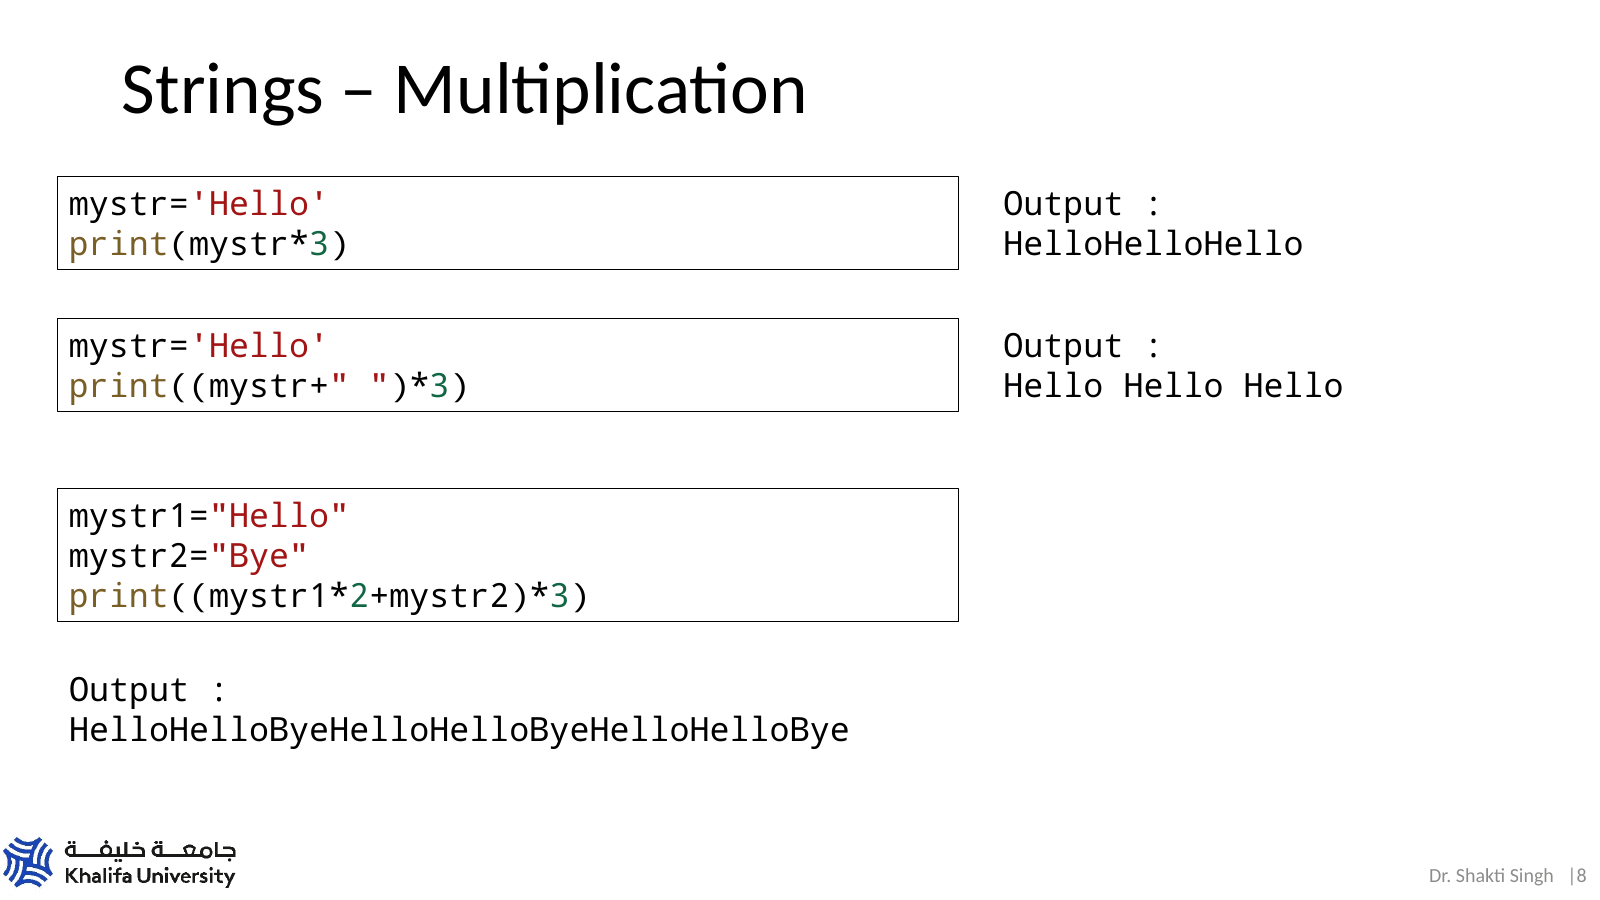 Strings – Multiplication
mystr='Hello'
print(mystr*3)
Output :
HelloHelloHello
mystr='Hello'
print((mystr+" ")*3)
Output :
Hello Hello Hello
mystr1="Hello"
mystr2="Bye"
print((mystr1*2+mystr2)*3)
Output :
HelloHelloByeHelloHelloByeHelloHelloBye
جامعة خليفة
Khalifa University
Dr. Shakti Singh |8